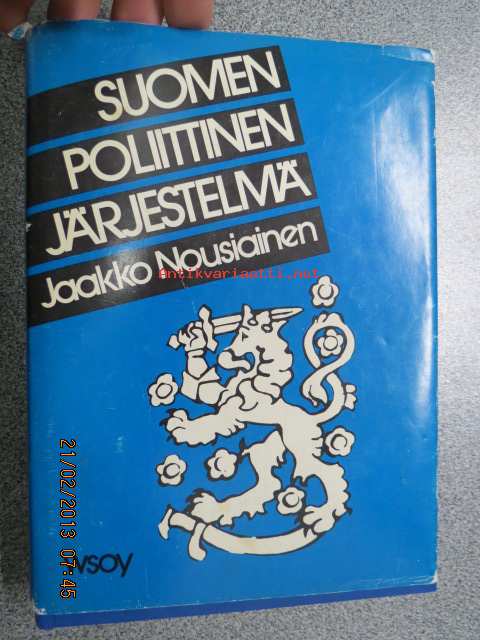 SUOMEN
POLIITTINEN
JÄRJESTELMÄ
Jaakko Nousiainen
Antikvariaatti.net
wsoy
21/02/2013 07:45